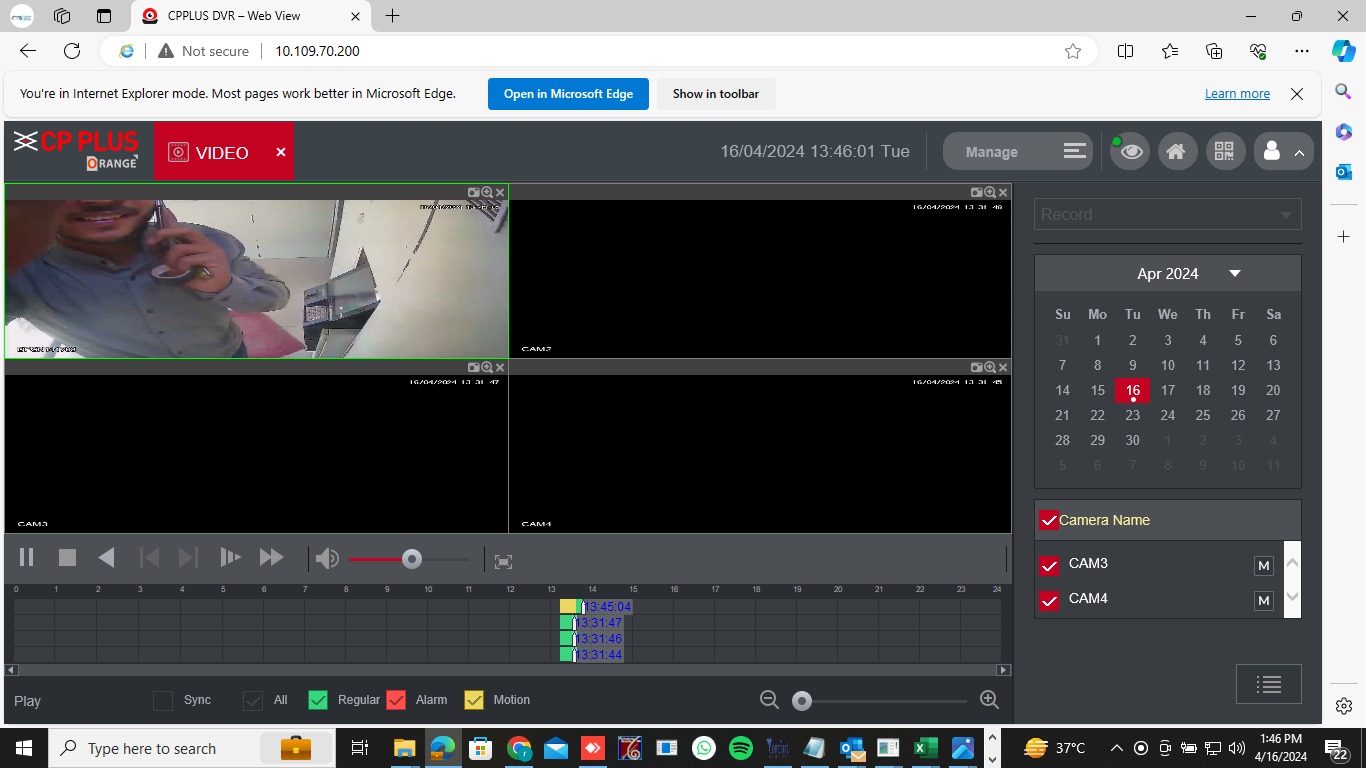 CPPLUS DVR – Web View
Not secure
10.109.70.200
You're in Internet Explorer mode. Most pages work better in Microsoft Edge.
Open in Microsoft Edge
Show in toolbar
Learn more
CP PLUS
ORANGE
VIDEO
16/04/2024 13:46:01 Tue
Manage
16/04/2024 13 31 46
CAM2
16/04/2024 13 31 47
16/04/2024 13 31 45
CAM3
CAM4
Record
Apr 2024
Su Mo Tu We Th Fr Sa
31 1 2 3 4 5 6
7 8 9 10 11 12 13
14 15 16 17 18 19 20
21 22 23 24 25 26 27
28 29 30 1 2 3 4
5 6 7 8 9 10 11
Camera Name
CAM3 M
CAM4 M
0 1 2 3 4 5 6 7 8 9 10 11 12 13 14 15 16 17 18 19 20 21 22 23 24
13:45:04
13:31:47
13:31:46
13:31:44
Play
Sync
All
Regular
Alarm
Motion
Type here to search
37°C
1:46 PM
4/16/2024
22